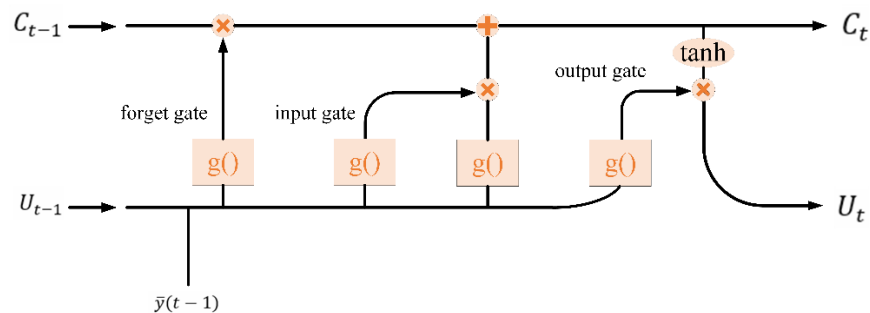 C_{t-1}
C_t
tanh
output gate
forget gate
input gate
g()
g()
g()
g()
U_{t-1}
U_t
ȳ(t − 1)